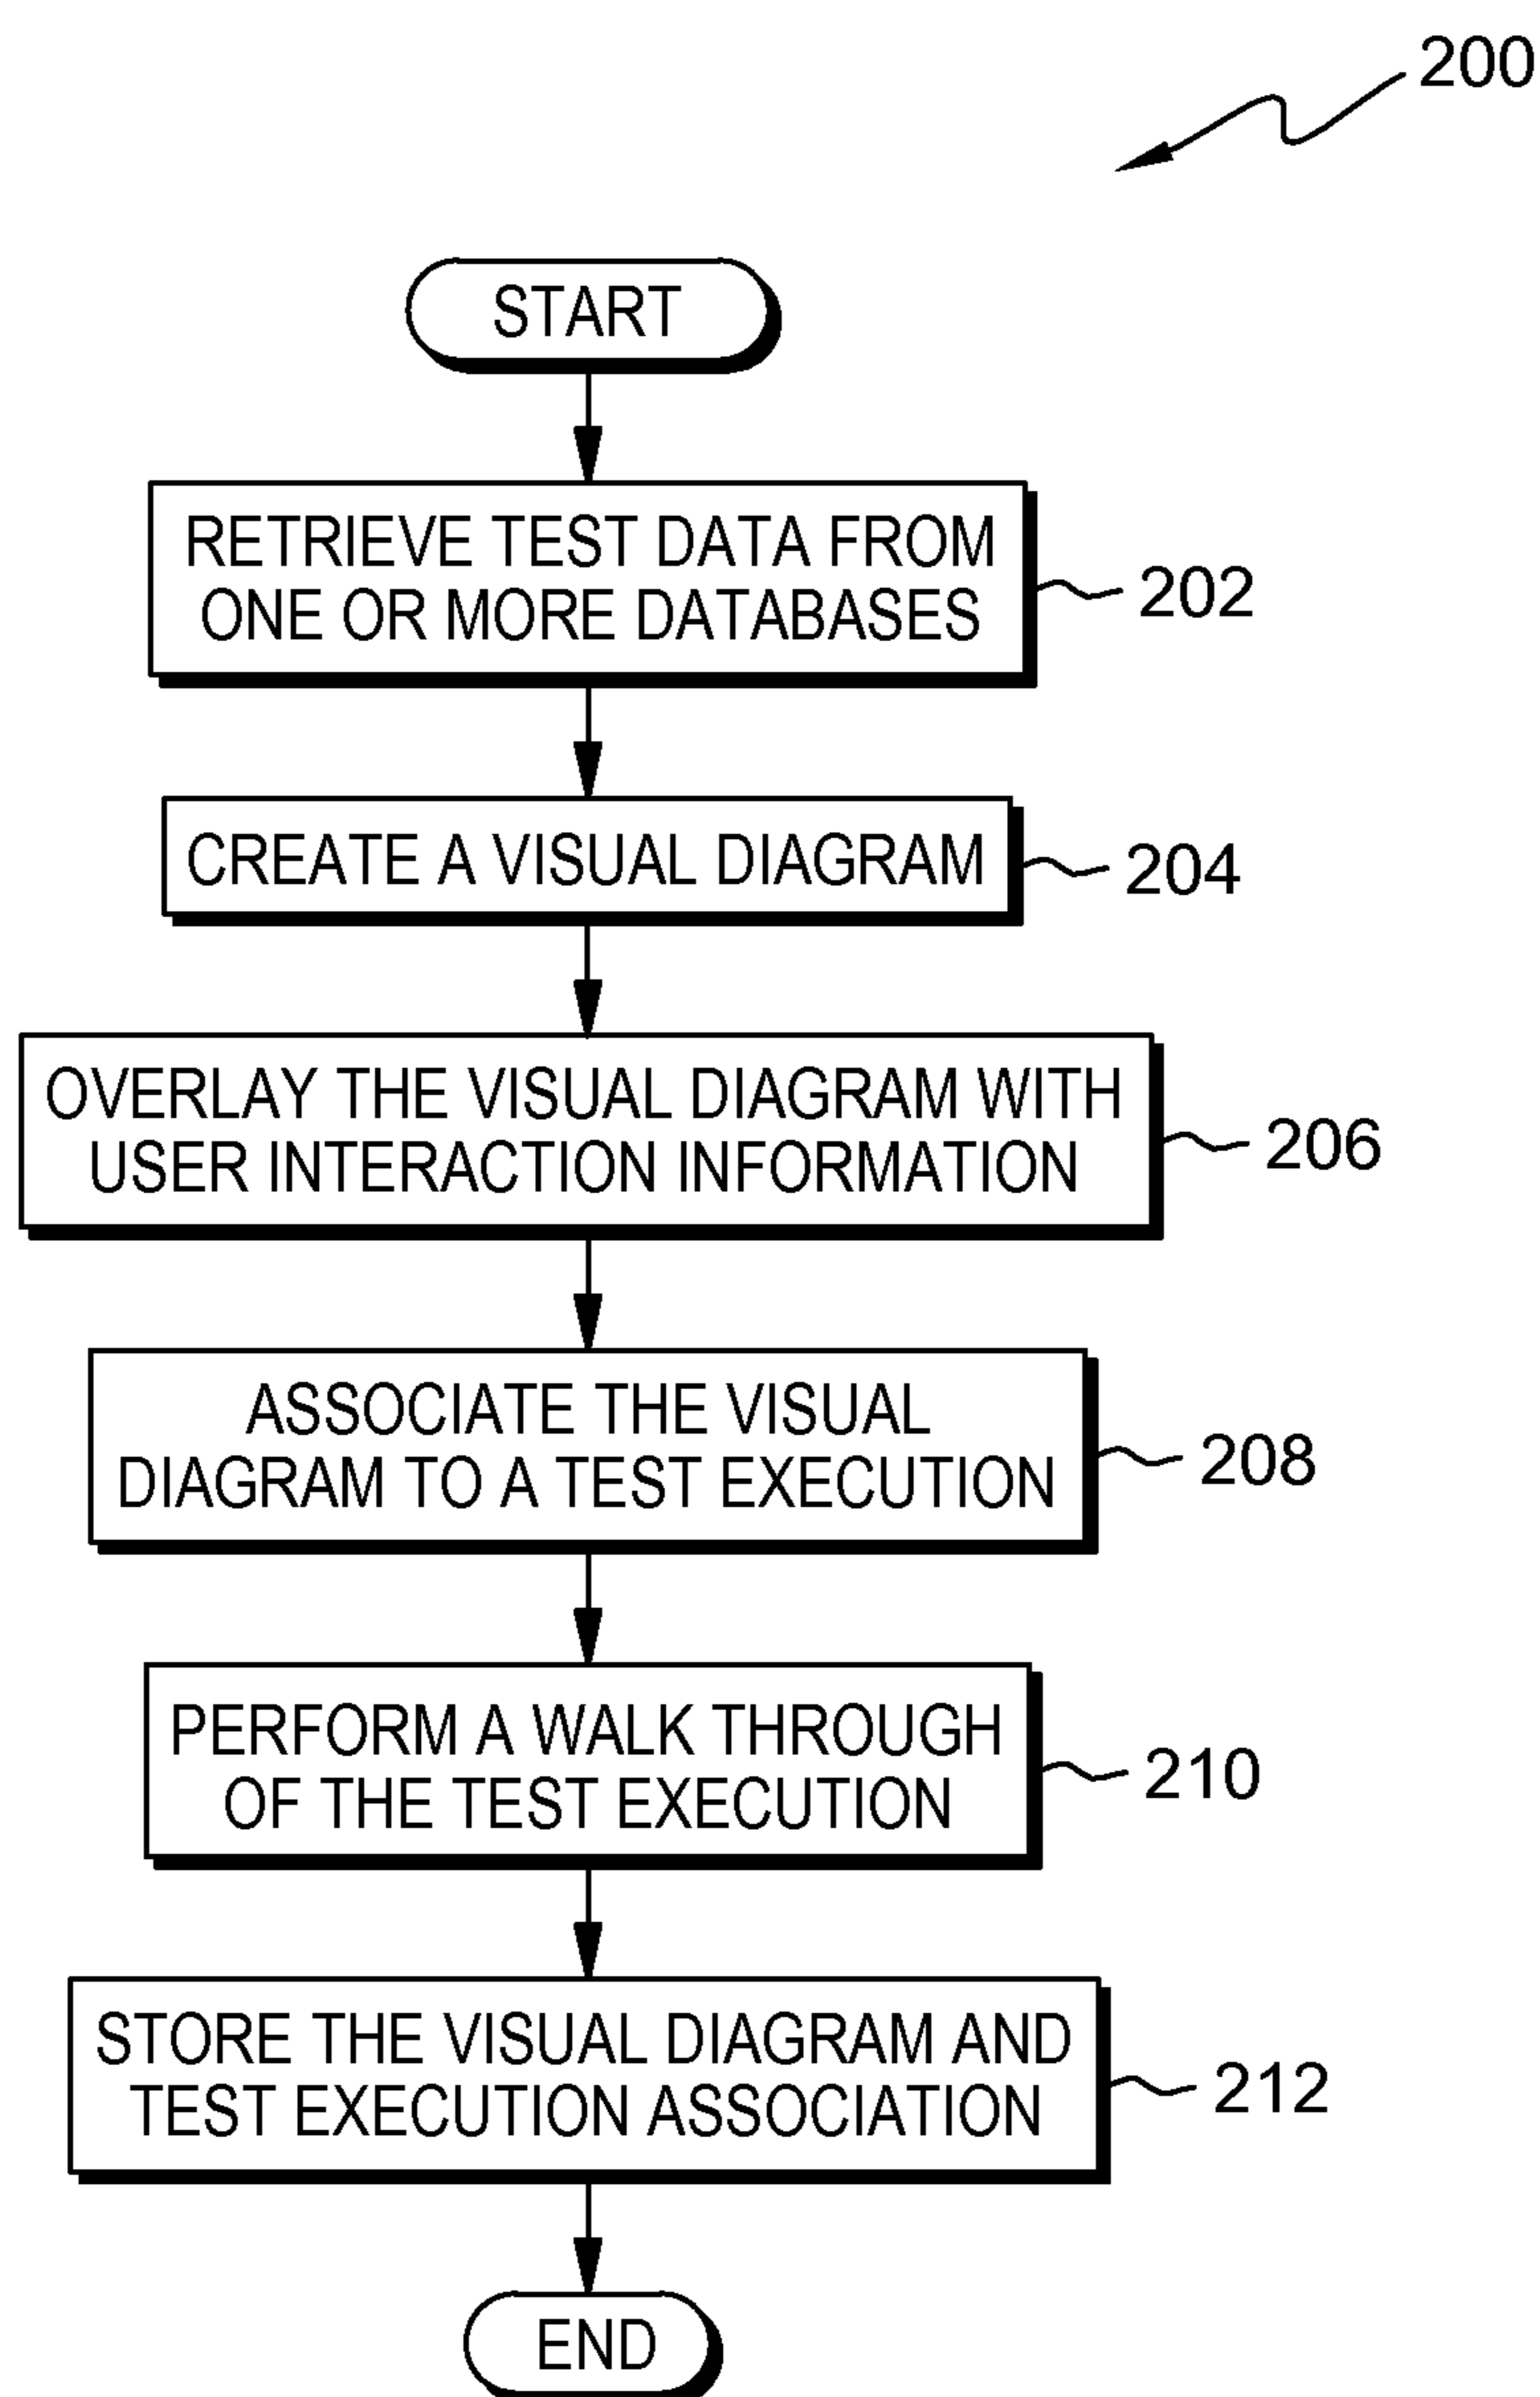 200
START
RETRIEVE TEST DATA FROM
ONE OR MORE DATABASES
202
CREATE A VISUAL DIAGRAM
204
OVERLAY THE VISUAL DIAGRAM WITH
USER INTERACTION INFORMATION
206
ASSOCIATE THE VISUAL
DIAGRAM TO A TEST EXECUTION
208
PERFORM A WALK THROUGH
OF THE TEST EXECUTION
210
STORE THE VISUAL DIAGRAM AND
TEST EXECUTION ASSOCIATION
212
END